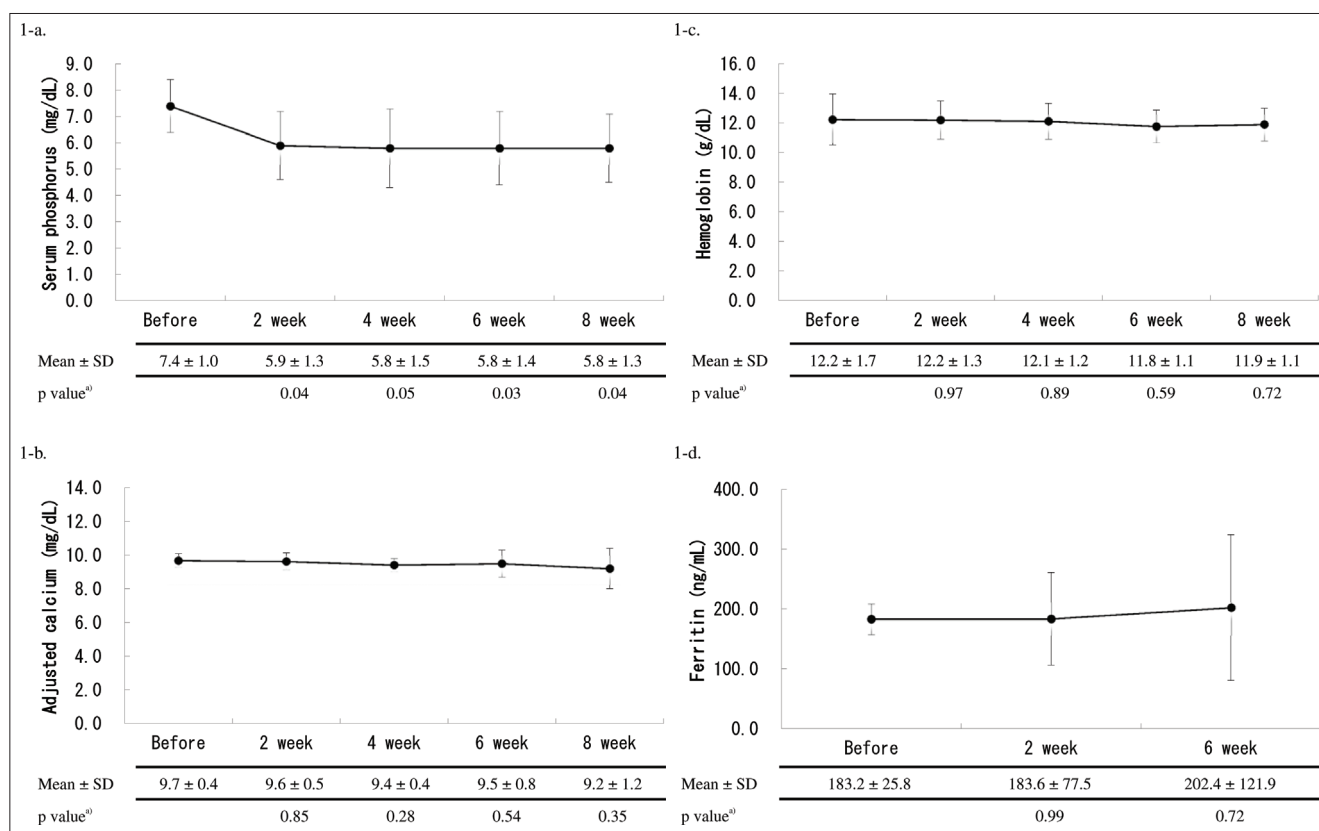 1-a.
Serum phosphorus (mg/dL)
9.0
8.0
7.0
6.0
5.0
4.0
3.0
2.0
1.0
0.0
Before 2 week 4 week 6 week 8 week
Mean ± SD 7.4 ± 1.0 5.9 ± 1.3 5.8 ± 1.5 5.8 ± 1.4 5.8 ± 1.3
p value a) 0.04 0.05 0.03 0.04
1-b.
Adjusted calcium (mg/dL)
14.0
12.0
10.0
8.0
6.0
4.0
2.0
0.0
Before 2 week 4 week 6 week 8 week
Mean ± SD 9.7 ± 0.4 9.6 ± 0.5 9.4 ± 0.4 9.5 ± 0.8 9.2 ± 1.2
p value a) 0.85 0.28 0.54 0.35
1-c.
Hemoglobin (g/dL)
16.0
14.0
12.0
10.0
8.0
6.0
4.0
2.0
0.0
Before 2 week 4 week 6 week 8 week
Mean ± SD 12.2 ± 1.7 12.2 ± 1.3 12.1 ± 1.2 11.8 ± 1.1 11.9 ± 1.1
p value a) 0.97 0.89 0.59 0.72
1-d.
Ferritin (ng/mL)
400.0
300.0
200.0
100.0
0.0
Before 2 week 6 week
Mean ± SD 183.2 ± 25.8 183.6 ± 77.5 202.4 ± 121.9
p value a) 0.99 0.72